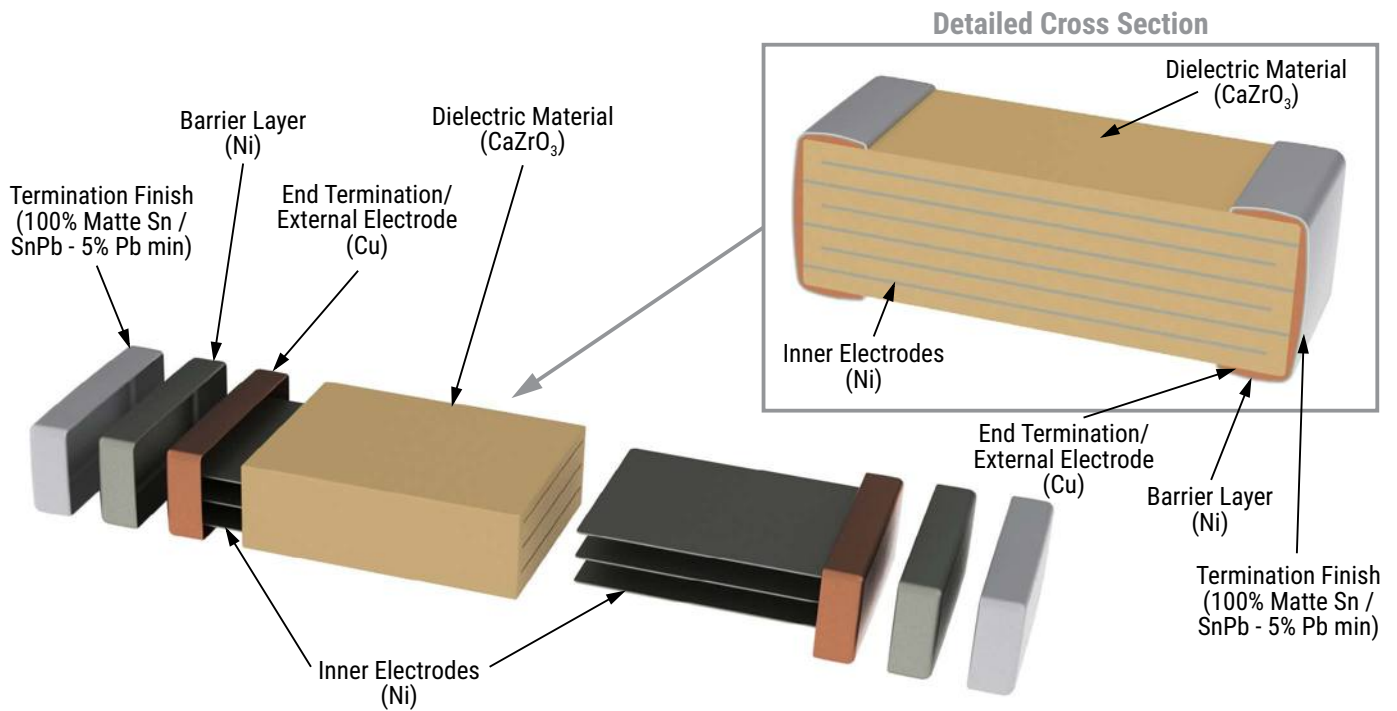 Detailed Cross Section
Dielectric Material
(CaZrO₃)
Inner Electrodes
(Ni)
End Termination/
External Electrode
(Cu)
Barrier Layer
(Ni)
Termination Finish
(100% Matte Sn /
SnPb - 5% Pb min)
Barrier Layer
(Ni)
Dielectric Material
(CaZrO₃)
Termination Finish
(100% Matte Sn /
SnPb - 5% Pb min)
End Termination/
External Electrode
(Cu)
Inner Electrodes
(Ni)